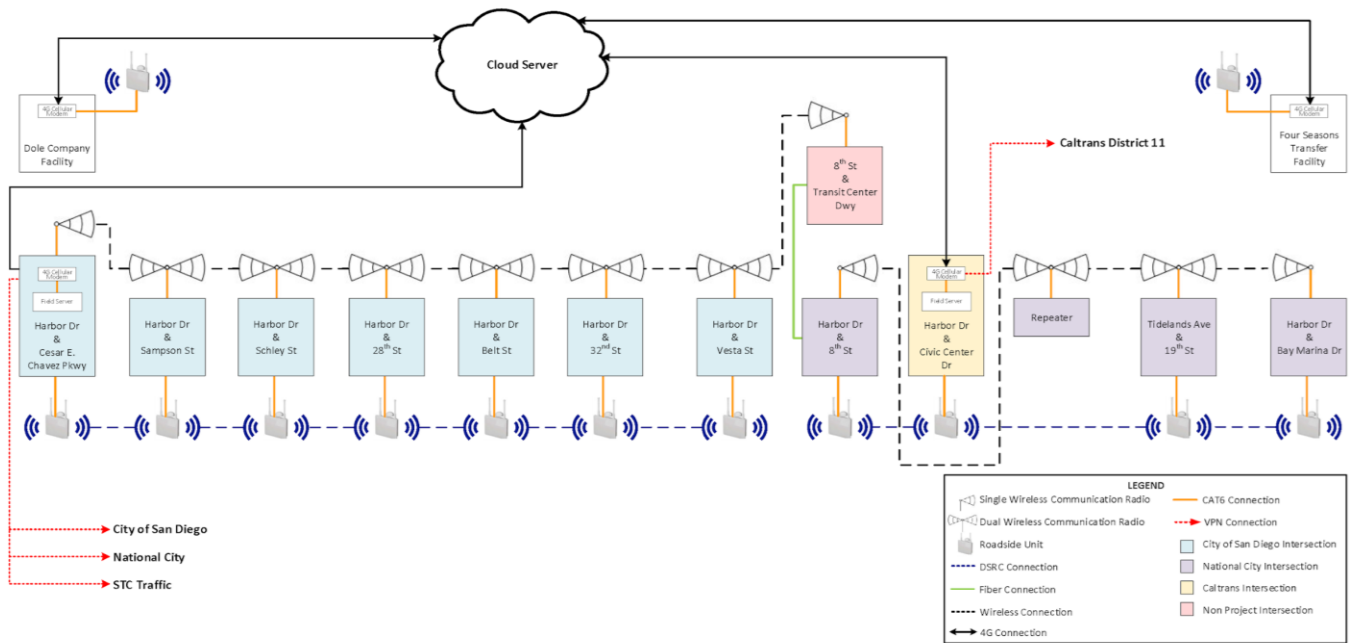 Cloud Server
4G Cellular
Modem
Dole Company
Facility
4G Cellular
Modem
Four Seasons
Transfer
Facility
Caltrans District 11
8th St
&
Transit Center
Dwy
4G Cellular
Modem
Field Server
Harbor Dr
&
Cesar E.
Chavez Pkwy
Harbor Dr
&
Sampson St
Harbor Dr
&
Schley St
Harbor Dr
&
28th St
Harbor Dr
&
Belt St
Harbor Dr
&
32nd St
Harbor Dr
&
Vesta St
Harbor Dr
&
8th St
4G Cellular
Modem
Field Server
Harbor Dr
&
Civic Center
Dr
Repeater
Tidelands Ave
&
19th St
Harbor Dr
&
Bay Marina Dr
City of San Diego
National City
STC Traffic
LEGEND
Single Wireless Communication Radio
Dual Wireless Communication Radio
Roadside Unit
DSRC Connection
Fiber Connection
Wireless Connection
4G Connection
CAT6 Connection
VPN Connection
City of San Diego Intersection
National City Intersection
Caltrans Intersection
Non Project Intersection